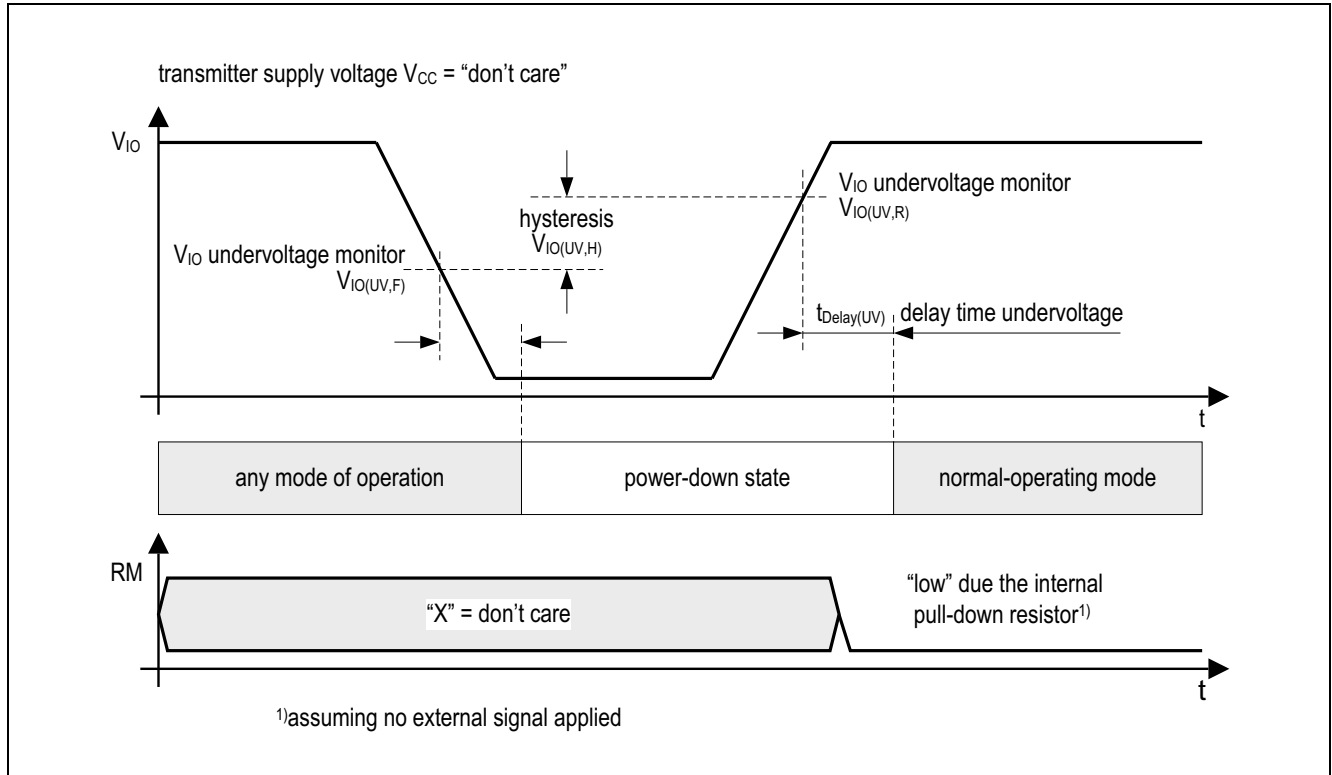 transmitter supply voltage VCC = “don’t care”
VIO
VIO undervoltage monitor
VIO(UV,F)
hysteresis
VIO(UV,H)
VIO undervoltage monitor
VIO(UV,R)
tDelay(UV) delay time undervoltage
t
any mode of operation
power-down state
normal-operating mode
RM
“X” = don’t care
“low” due the internal
pull-down resistor1)
t
1)assuming no external signal applied